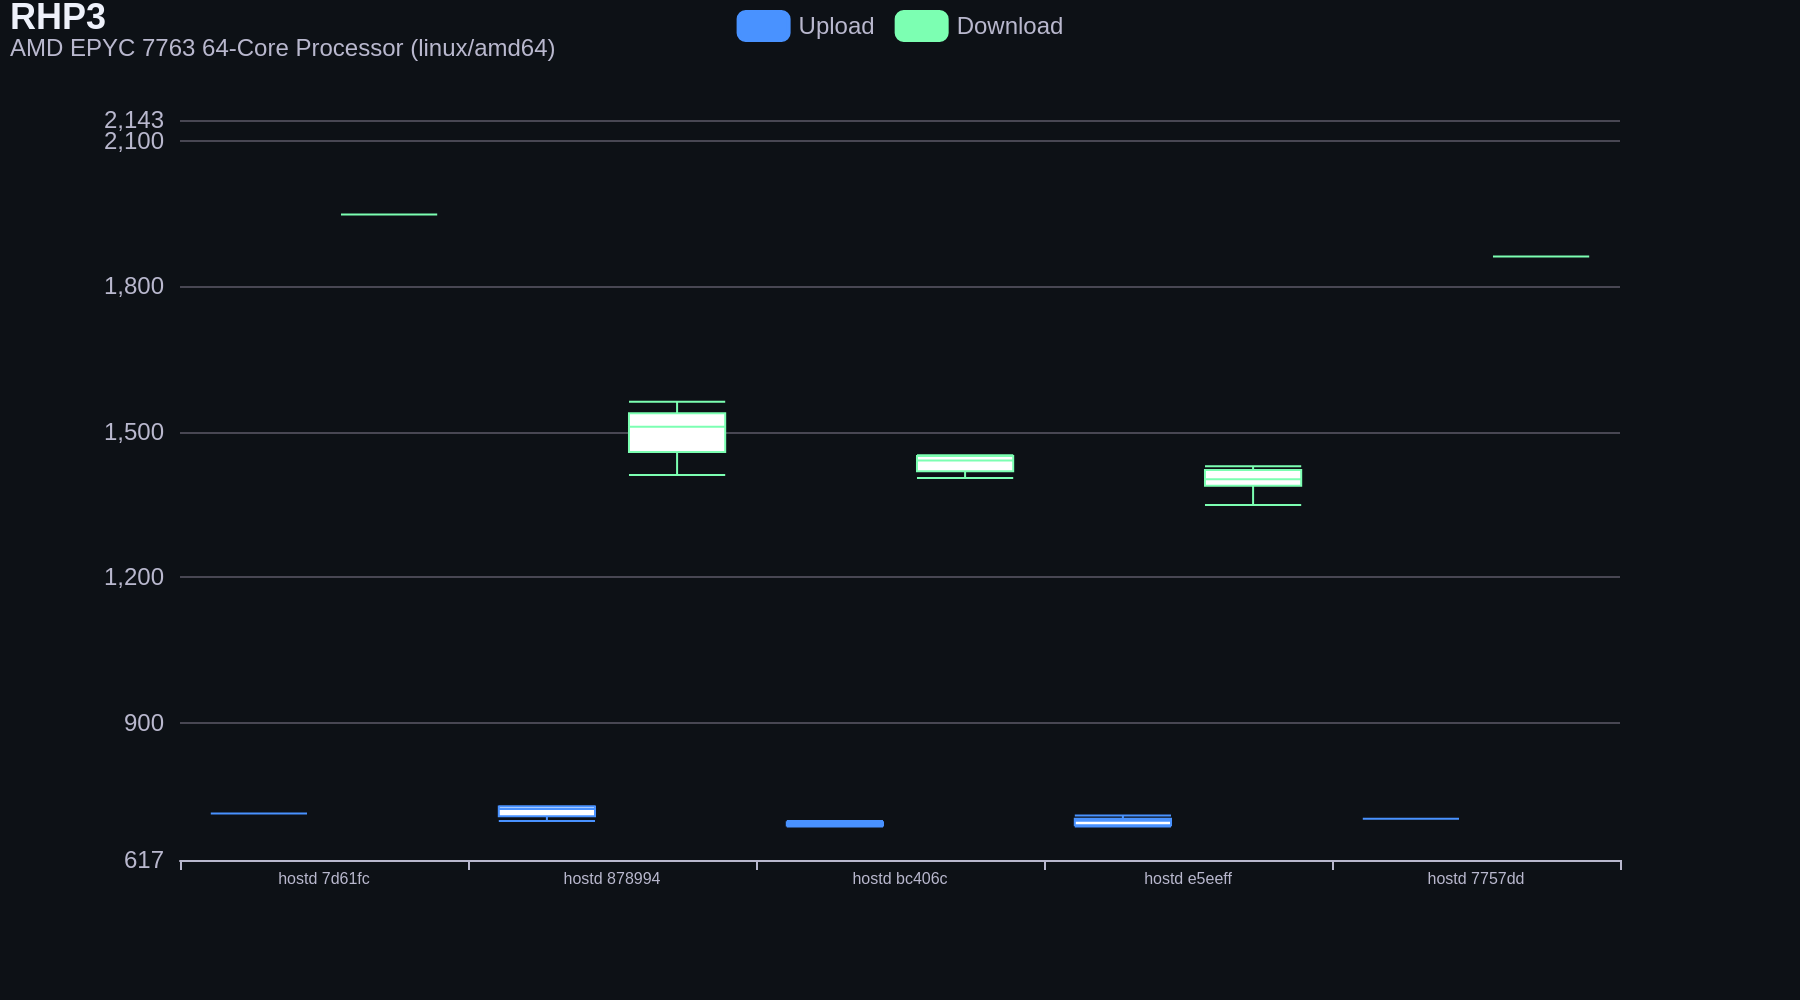 RHP3
AMD EPYC 7763 64-Core Processor (linux/amd64)
Upload
Download
2,143
2,100
1,800
1,500
1,200
900
617
hostd 7d61fc
hostd 878994
hostd bc406c
hostd e5eeff
hostd 7757dd